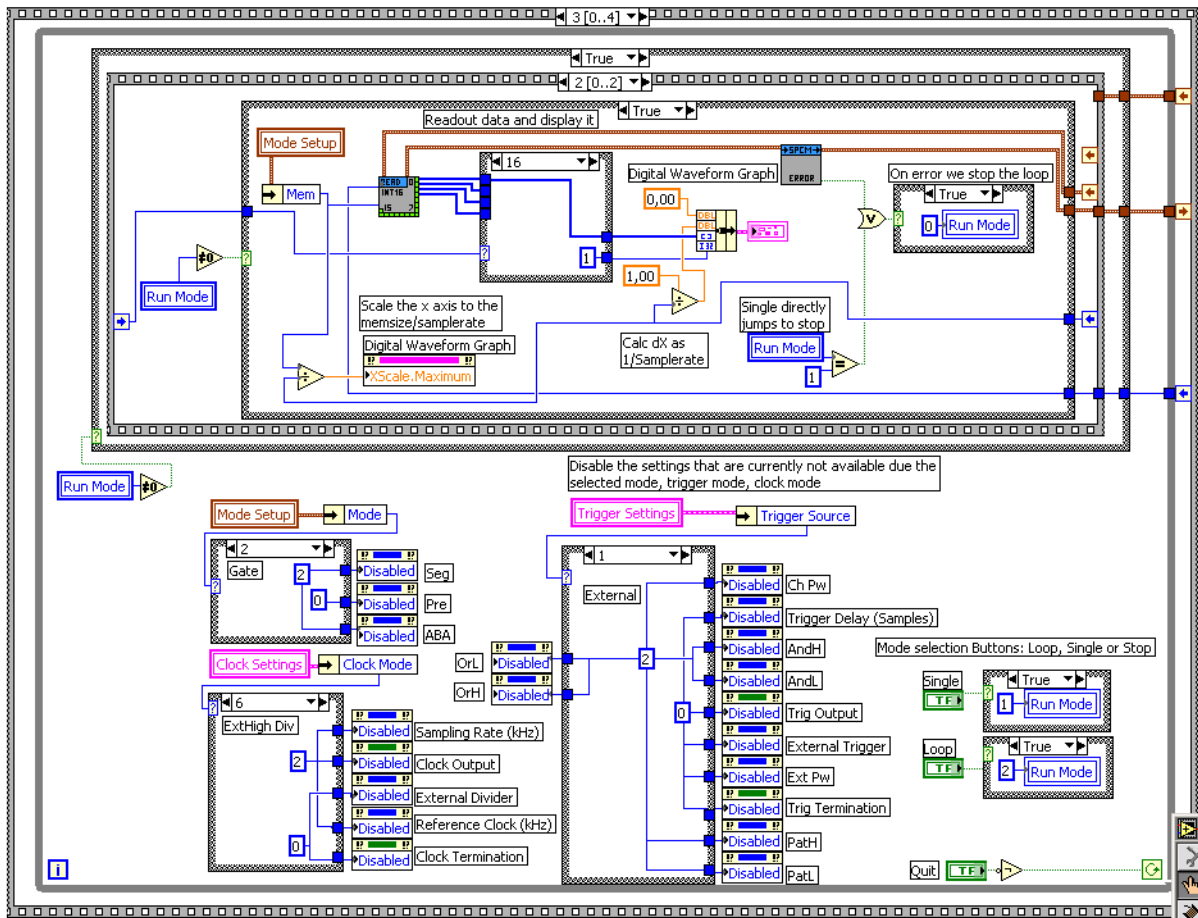 3 [0..4]
True
2 [0..2]
True
Readout data and display it
Mode Setup
Mem
READ
INT16
16
Digital Waveform Graph
SPCM
ERROR
On error we stop the loop
True
0
Run Mode
0,00
DBL
DBL
I32
1
1,00
V
≠0
Run Mode
Scale the x axis to the
memsize/samplerate
Digital Waveform Graph
XScale.Maximum
Calc dX as
1/Samplerate
Single directly
jumps to stop
Run Mode
1
=
Run Mode
≠0
Disable the settings that are currently not available due the
selected mode, trigger mode, clock mode
Mode Setup
Mode
2
Gate
2
0
Disabled
Seg
Disabled
Pre
Disabled
ABA
Clock Settings
Clock Mode
6
ExtHigh Div
2
0
Disabled
Sampling Rate (kHz)
Disabled
Clock Output
Disabled
External Divider
Disabled
Reference Clock (kHz)
Disabled
Clock Termination
Trigger Settings
Trigger Source
1
External
OrL
Disabled
OrH
Disabled
2
0
Disabled
Ch Pw
Disabled
Trigger Delay (Samples)
Disabled
AndH
Disabled
AndL
Disabled
Trig Output
Disabled
External Trigger
Disabled
Ext Pw
Disabled
Trig Termination
Disabled
PatH
Disabled
PatL
Mode selection Buttons: Loop, Single or Stop
Single
TF
True
1
Run Mode
Loop
TF
True
2
Run Mode
Quit
TF
i